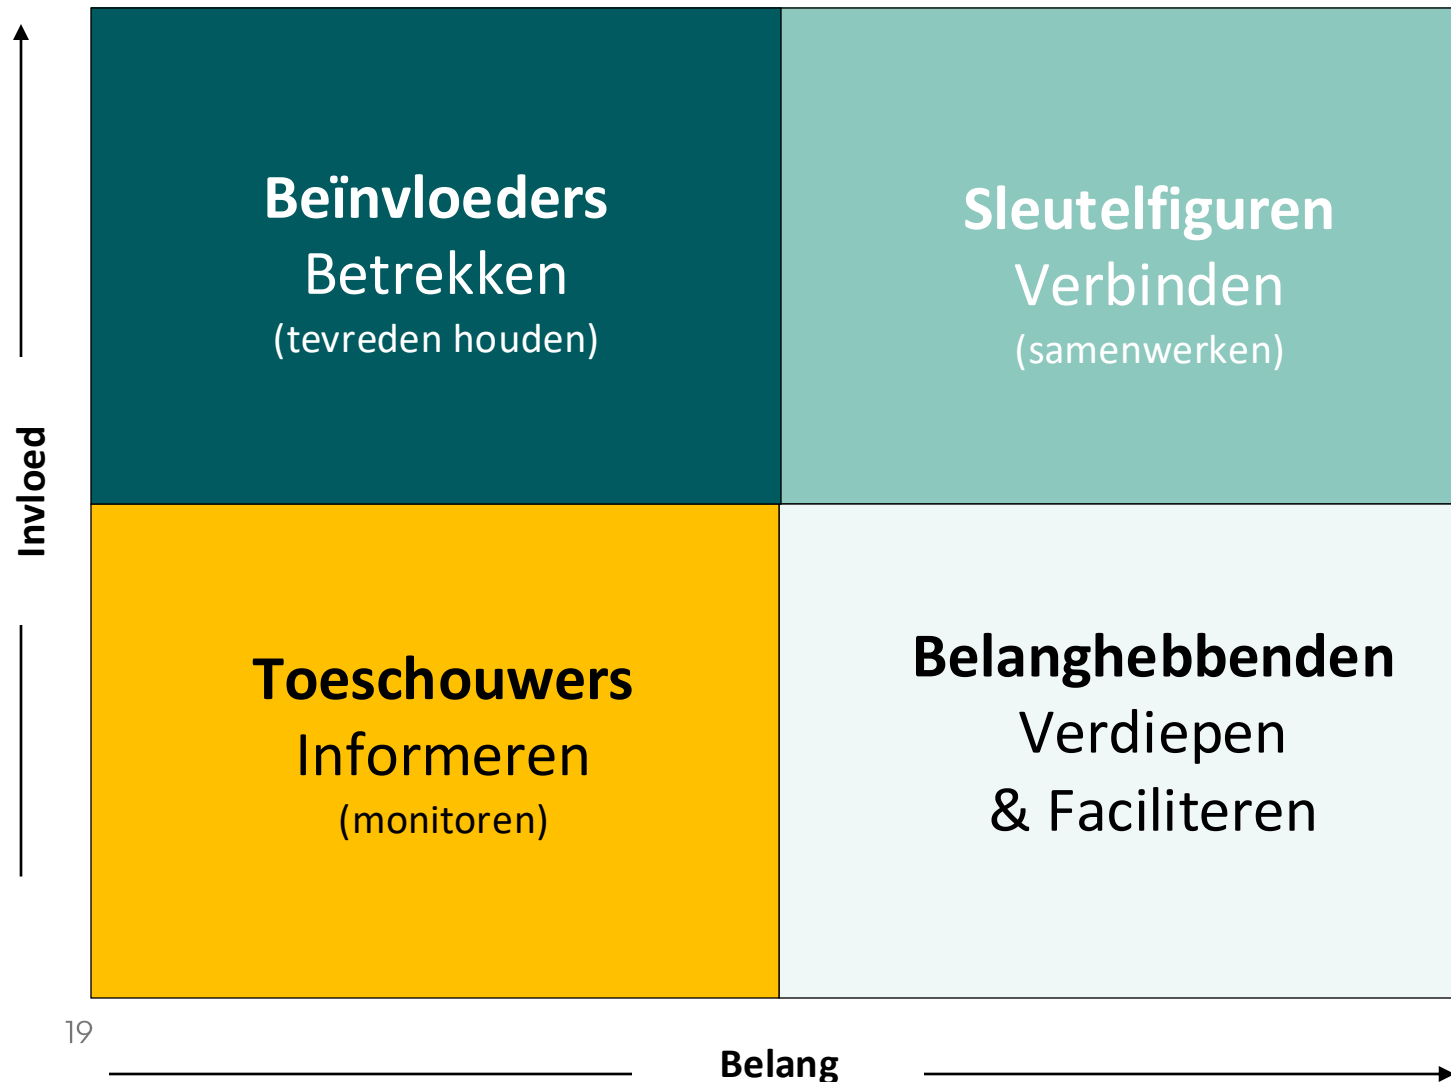 Beïnvloeders
Betrekken
(tevreden houden)
Sleutelfiguren
Verbinden
(samenwerken)
Invloed
Toeschouwers
Informeren
(monitoren)
Belanghebbenden
Verdiepen
& Faciliteren
19
Belang